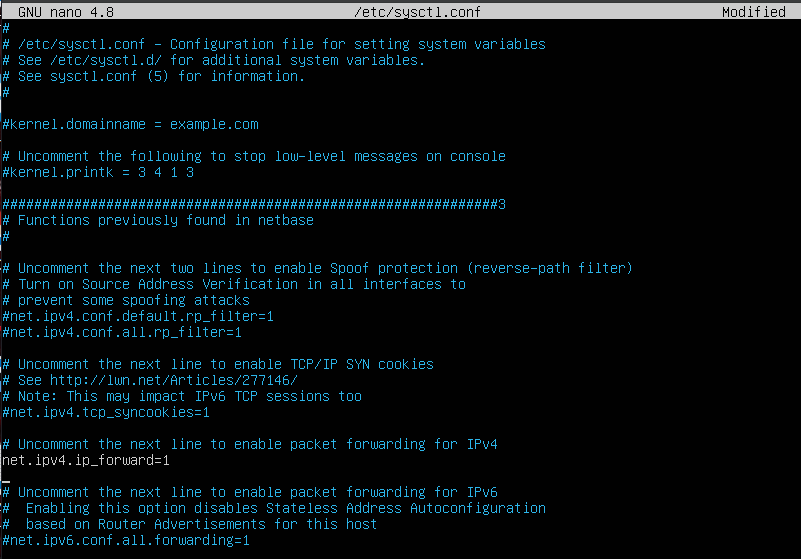 GNU nano 4.8 /etc/sysctl.conf Modified
#
# /etc/sysctl.conf - Configuration file for setting system variables
# See /etc/sysctl.d/ for additional system variables.
# See sysctl.conf (5) for information.
#
#kernel.domainname = example.com
# Uncomment the following to stop low-level messages on console
#kernel.printk = 3 4 1 3
##############################################################3
# Functions previously found in netbase
#
# Uncomment the next two lines to enable Spoof protection (reverse-path filter)
# Turn on Source Address Verification in all interfaces to
# prevent some spoofing attacks
#net.ipv4.conf.default.rp_filter=1
#net.ipv4.conf.all.rp_filter=1
# Uncomment the next line to enable TCP/IP SYN cookies
# See http://lwn.net/Articles/277146/
# Note: This may impact IPv6 TCP sessions too
#net.ipv4.tcp_syncookies=1
# Uncomment the next line to enable packet forwarding for IPv4
net.ipv4.ip_forward=1
# Uncomment the next line to enable packet forwarding for IPv6
#  Enabling this option disables Stateless Address Autoconfiguration
#  based on Router Advertisements for this host
#net.ipv6.conf.all.forwarding=1